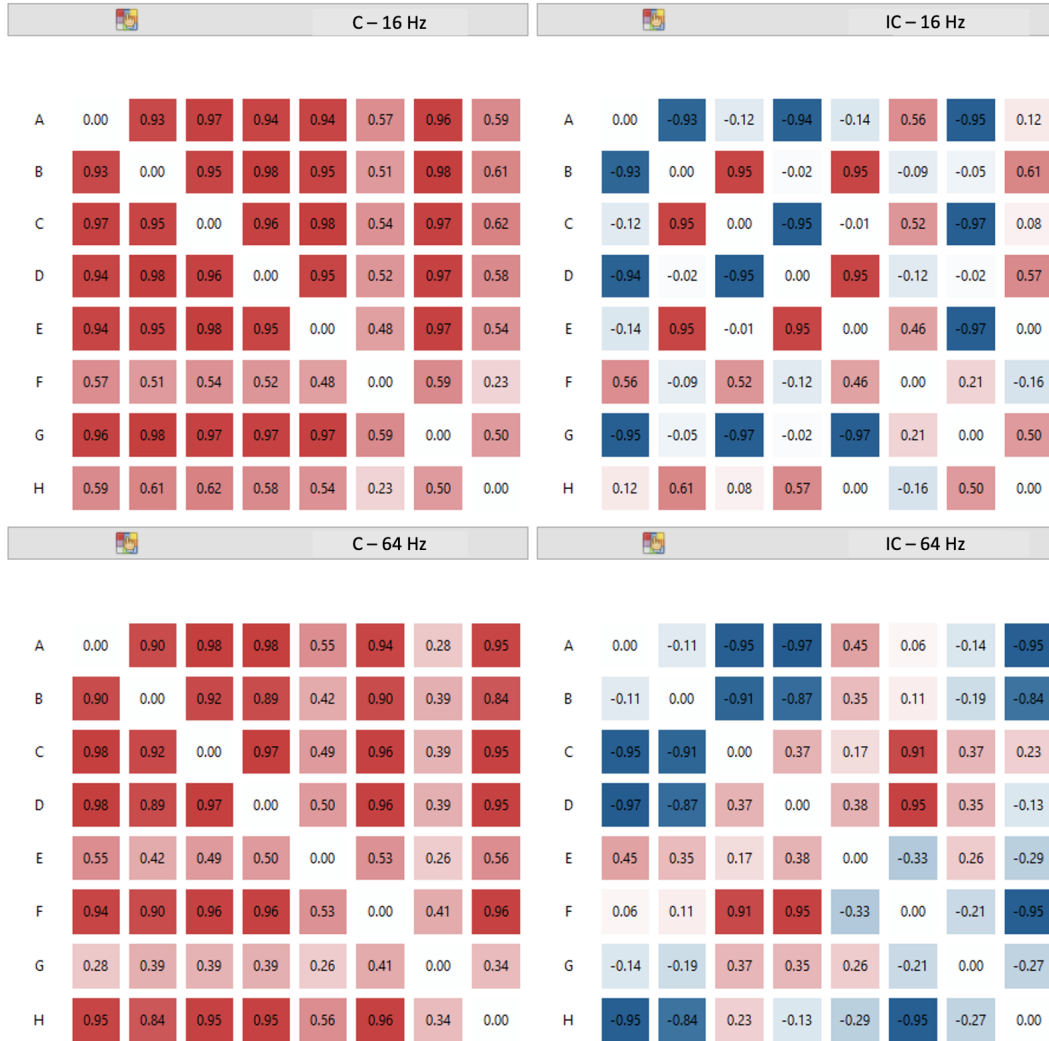 C – 16 Hz
A 0.00 0.93 0.97 0.94 0.94 0.57 0.96 0.59
B 0.93 0.00 0.95 0.98 0.95 0.51 0.98 0.61
C 0.97 0.95 0.00 0.96 0.98 0.54 0.97 0.62
D 0.94 0.98 0.96 0.00 0.95 0.52 0.97 0.58
E 0.94 0.95 0.98 0.95 0.00 0.48 0.97 0.54
F 0.57 0.51 0.54 0.52 0.48 0.00 0.59 0.23
G 0.96 0.98 0.97 0.97 0.97 0.59 0.00 0.50
H 0.59 0.61 0.62 0.58 0.54 0.23 0.50 0.00
IC – 16 Hz
A 0.00 -0.93 -0.12 -0.94 -0.14 0.56 -0.95 0.12
B -0.93 0.00 0.95 -0.02 0.95 -0.09 -0.05 0.61
C -0.12 0.95 0.00 -0.95 -0.01 0.52 -0.97 0.08
D -0.94 -0.02 -0.95 0.00 0.95 -0.12 -0.02 0.57
E -0.14 0.95 -0.01 0.95 0.00 0.46 -0.97 0.00
F 0.56 -0.09 0.52 -0.12 0.46 0.00 0.21 -0.16
G -0.95 -0.05 -0.97 -0.02 -0.97 0.21 0.00 0.50
H 0.12 0.61 0.08 0.57 0.00 -0.16 0.50 0.00
C – 64 Hz
A 0.00 0.90 0.98 0.98 0.55 0.94 0.28 0.95
B 0.90 0.00 0.92 0.89 0.42 0.90 0.39 0.84
C 0.98 0.92 0.00 0.97 0.49 0.96 0.39 0.95
D 0.98 0.89 0.97 0.00 0.50 0.96 0.39 0.95
E 0.55 0.42 0.49 0.50 0.00 0.53 0.26 0.56
F 0.94 0.90 0.96 0.96 0.53 0.00 0.41 0.96
G 0.28 0.39 0.39 0.39 0.26 0.41 0.00 0.34
H 0.95 0.84 0.95 0.95 0.56 0.96 0.34 0.00
IC – 64 Hz
A 0.00 -0.11 -0.95 -0.97 0.45 0.06 -0.14 -0.95
B -0.11 0.00 -0.91 -0.87 0.35 0.11 -0.19 -0.84
C -0.95 -0.91 0.00 0.37 0.17 0.91 0.37 0.23
D -0.97 -0.87 0.37 0.00 0.38 0.95 0.35 -0.13
E 0.45 0.35 0.17 0.38 0.00 -0.33 0.26 -0.29
F 0.06 0.11 0.91 0.95 -0.33 0.00 -0.21 -0.95
G -0.14 -0.19 0.37 0.35 0.26 -0.21 0.00 -0.27
H -0.95 -0.84 0.23 -0.13 -0.29 -0.95 -0.27 0.00